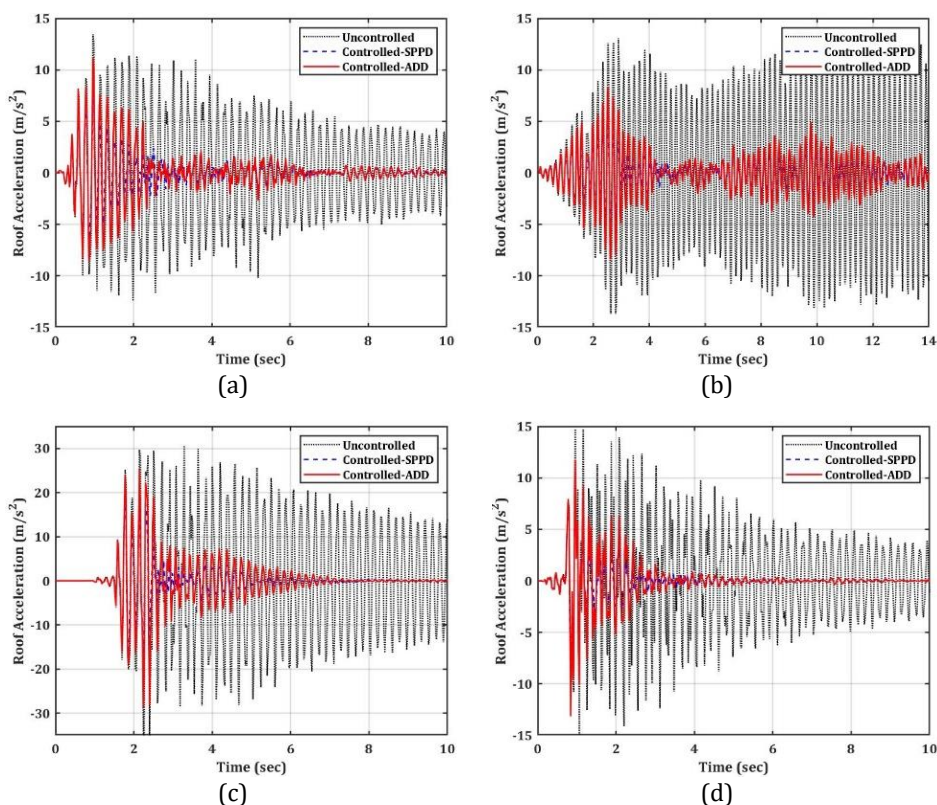 15
10
5
0
-5
-10
-15
0 2 4 6 8 10
Roof Acceleration (m/s²)
Time (sec)
Uncontrolled
Controlled-SPPD
Controlled-ADD
(a)
15
10
5
0
-5
-10
-15
0 2 4 6 8 10 12 14
Roof Acceleration (m/s²)
Time (sec)
Uncontrolled
Controlled-SPPD
Controlled-ADD
(b)
30
20
10
0
-10
-20
-30
0 2 4 6 8 10
Roof Acceleration (m/s²)
Time (sec)
Uncontrolled
Controlled-SPPD
Controlled-ADD
(c)
15
10
5
0
-5
-10
-15
0 2 4 6 8 10
Roof Acceleration (m/s²)
Time (sec)
Uncontrolled
Controlled-SPPD
Controlled-ADD
(d)